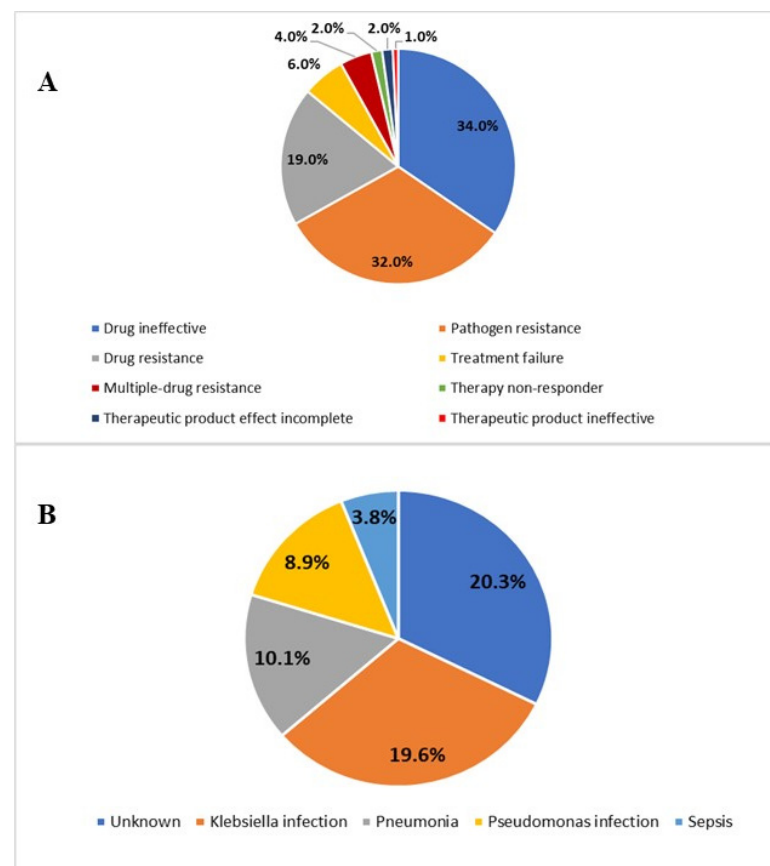 2.0% 2.0%
4.0% 1.0%
6.0%
A
34.0%
19.0%
32.0%
Drug ineffective Pathogen resistance
Drug resistance Treatment failure
Multiple-drug resistance Therapy non-responder
Therapeutic product effect incomplete Therapeutic product ineffective
B
3.8%
8.9% 20.3%
10.1%
19.6%
Unknown Klebsiella infection Pneumonia Pseudomonas infection Sepsis